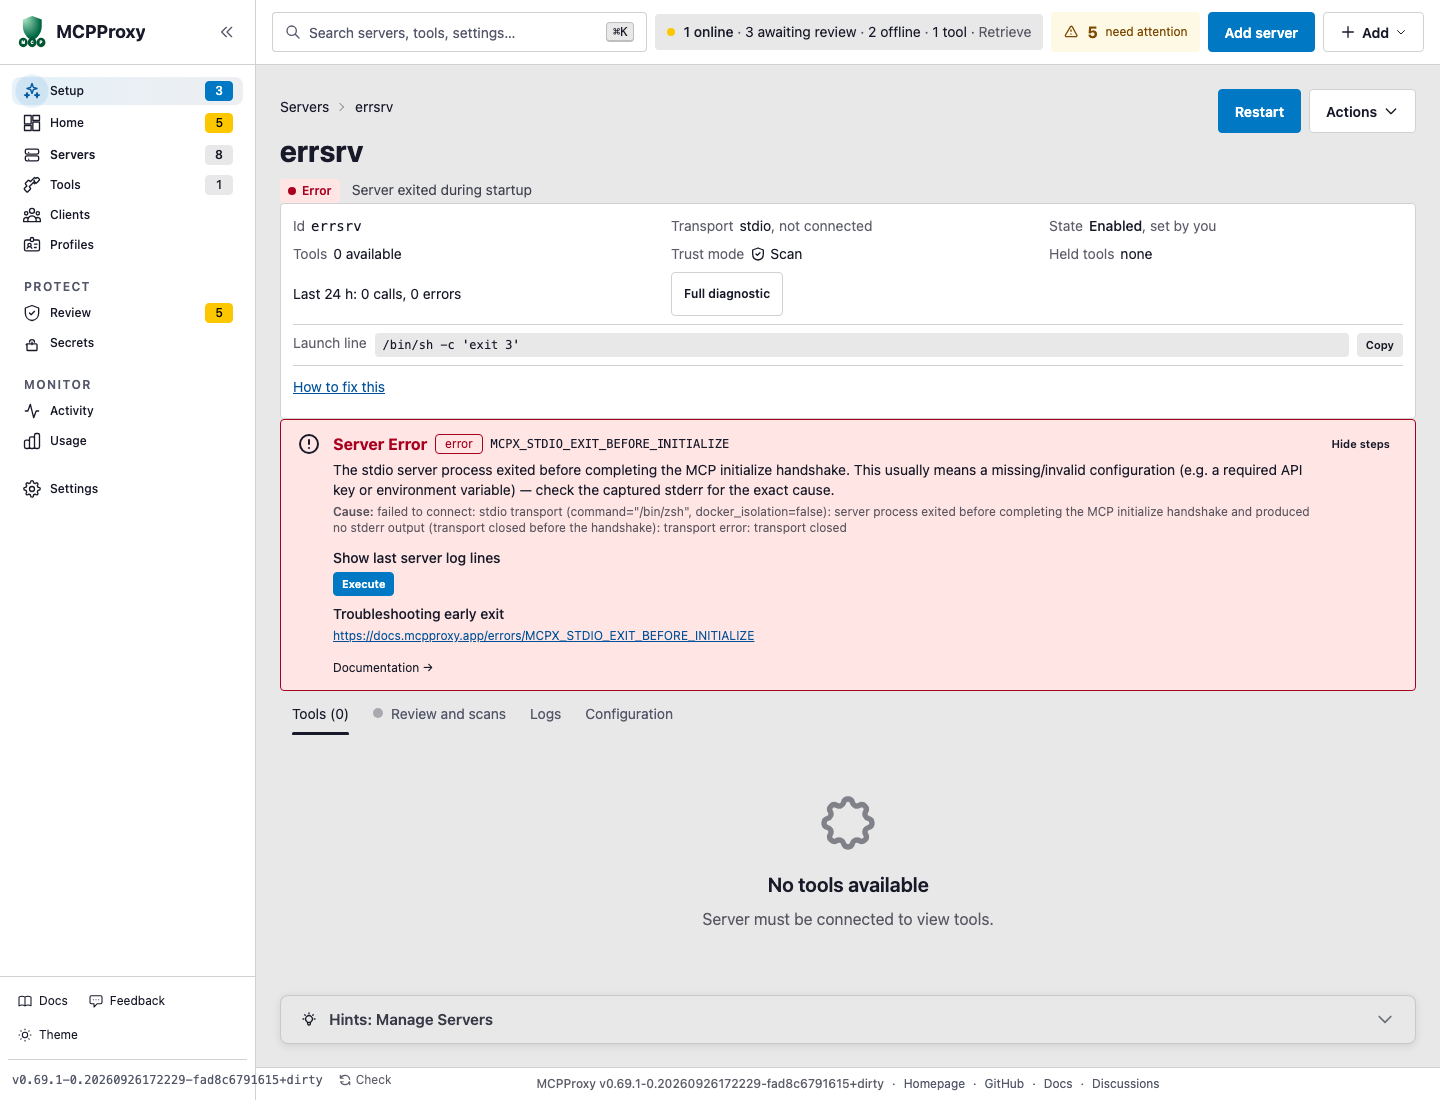 MCPProxy
Search servers, tools, settings...
⌘K
1 online · 3 awaiting review · 2 offline · 1 tool · Retrieve
5 need attention
Add server
Add
Setup 3
Home 5
Servers 8
Tools 1
Clients
Profiles
PROTECT
Review 5
Secrets
MONITOR
Activity
Usage
Settings
Docs
Feedback
Theme
v0.69.1-0.20260926172229-fad8c6791615+dirty
Check
Servers > errsrv
Restart
Actions
errsrv
Error
Server exited during startup
Id errsrv
Transport stdio, not connected
State Enabled, set by you
Tools 0 available
Trust mode Scan
Held tools none
Last 24 h: 0 calls, 0 errors
Full diagnostic
Launch line
/bin/sh -c 'exit 3'
Copy
How to fix this
Server Error
error
MCPX_STDIO_EXIT_BEFORE_INITIALIZE
Hide steps
The stdio server process exited before completing the MCP initialize handshake. This usually means a missing/invalid configuration (e.g. a required API
key or environment variable) — check the captured stderr for the exact cause.
Cause: failed to connect: stdio transport (command="/bin/zsh", docker_isolation=false): server process exited before completing the MCP initialize handshake and produced
no stderr output (transport closed before the handshake): transport error: transport closed
Show last server log lines
Execute
Troubleshooting early exit
https://docs.mcpproxy.app/errors/MCPX_STDIO_EXIT_BEFORE_INITIALIZE
Documentation →
Tools (0)
Review and scans
Logs
Configuration
No tools available
Server must be connected to view tools.
Hints: Manage Servers
MCPProxy v0.69.1-0.20260926172229-fad8c6791615+dirty · Homepage · GitHub · Docs · Discussions